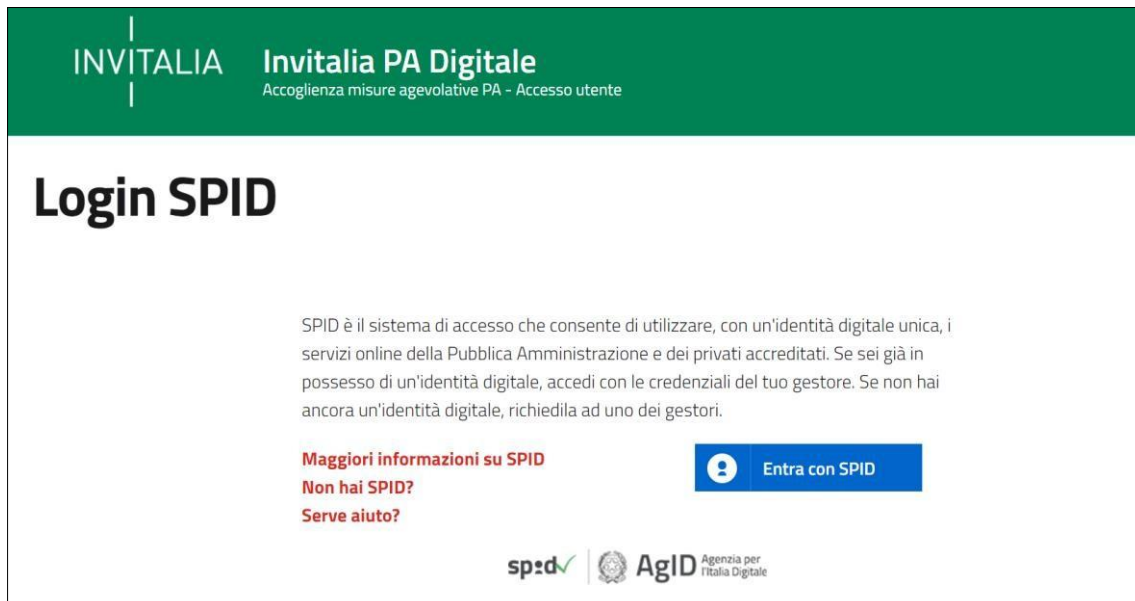 INVITALIA
Invitalia PA Digitale
Accoglienza misure agevolative PA - Accesso utente
Login SPID
SPID è il sistema di accesso che consente di utilizzare, con un'identità digitale unica, i
servizi online della Pubblica Amministrazione e dei privati accreditati. Se sei già in
possesso di un'identità digitale, accedi con le credenziali del tuo gestore. Se non hai
ancora un'identità digitale, richiedila ad uno dei gestori.
Maggiori informazioni su SPID
Non hai SPID?
Serve aiuto?
Entra con SPID
spid
AgID Agenzia per
l'Italia Digitale